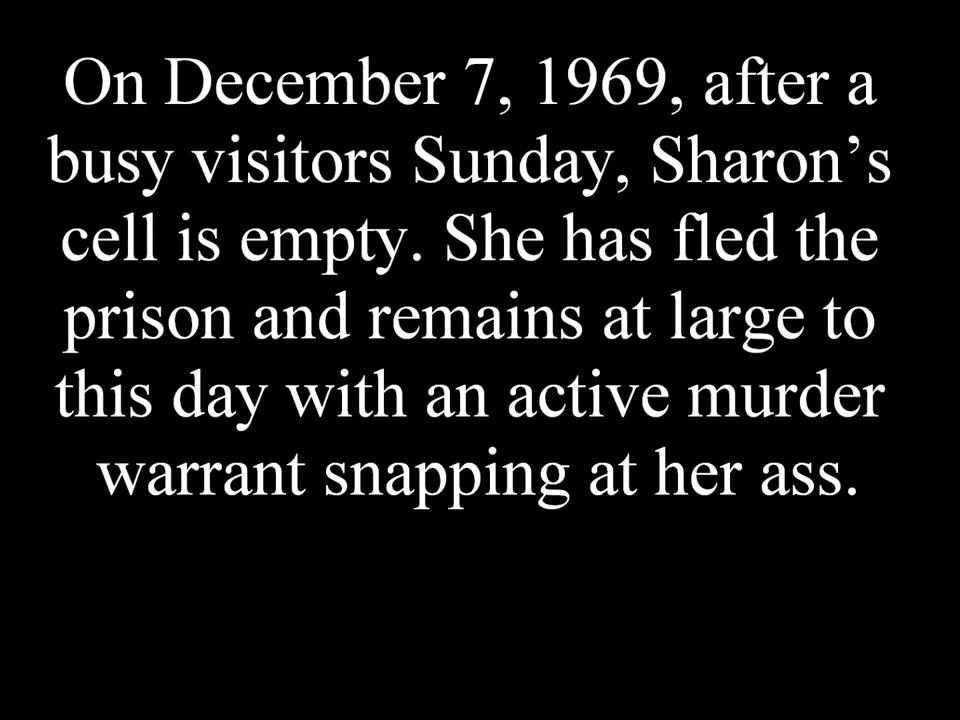 On December 7, 1969, after a
busy visitors Sunday, Sharon’s
cell is empty. She has fled the
prison and remains at large to
this day with an active murder
warrant snapping at her ass.